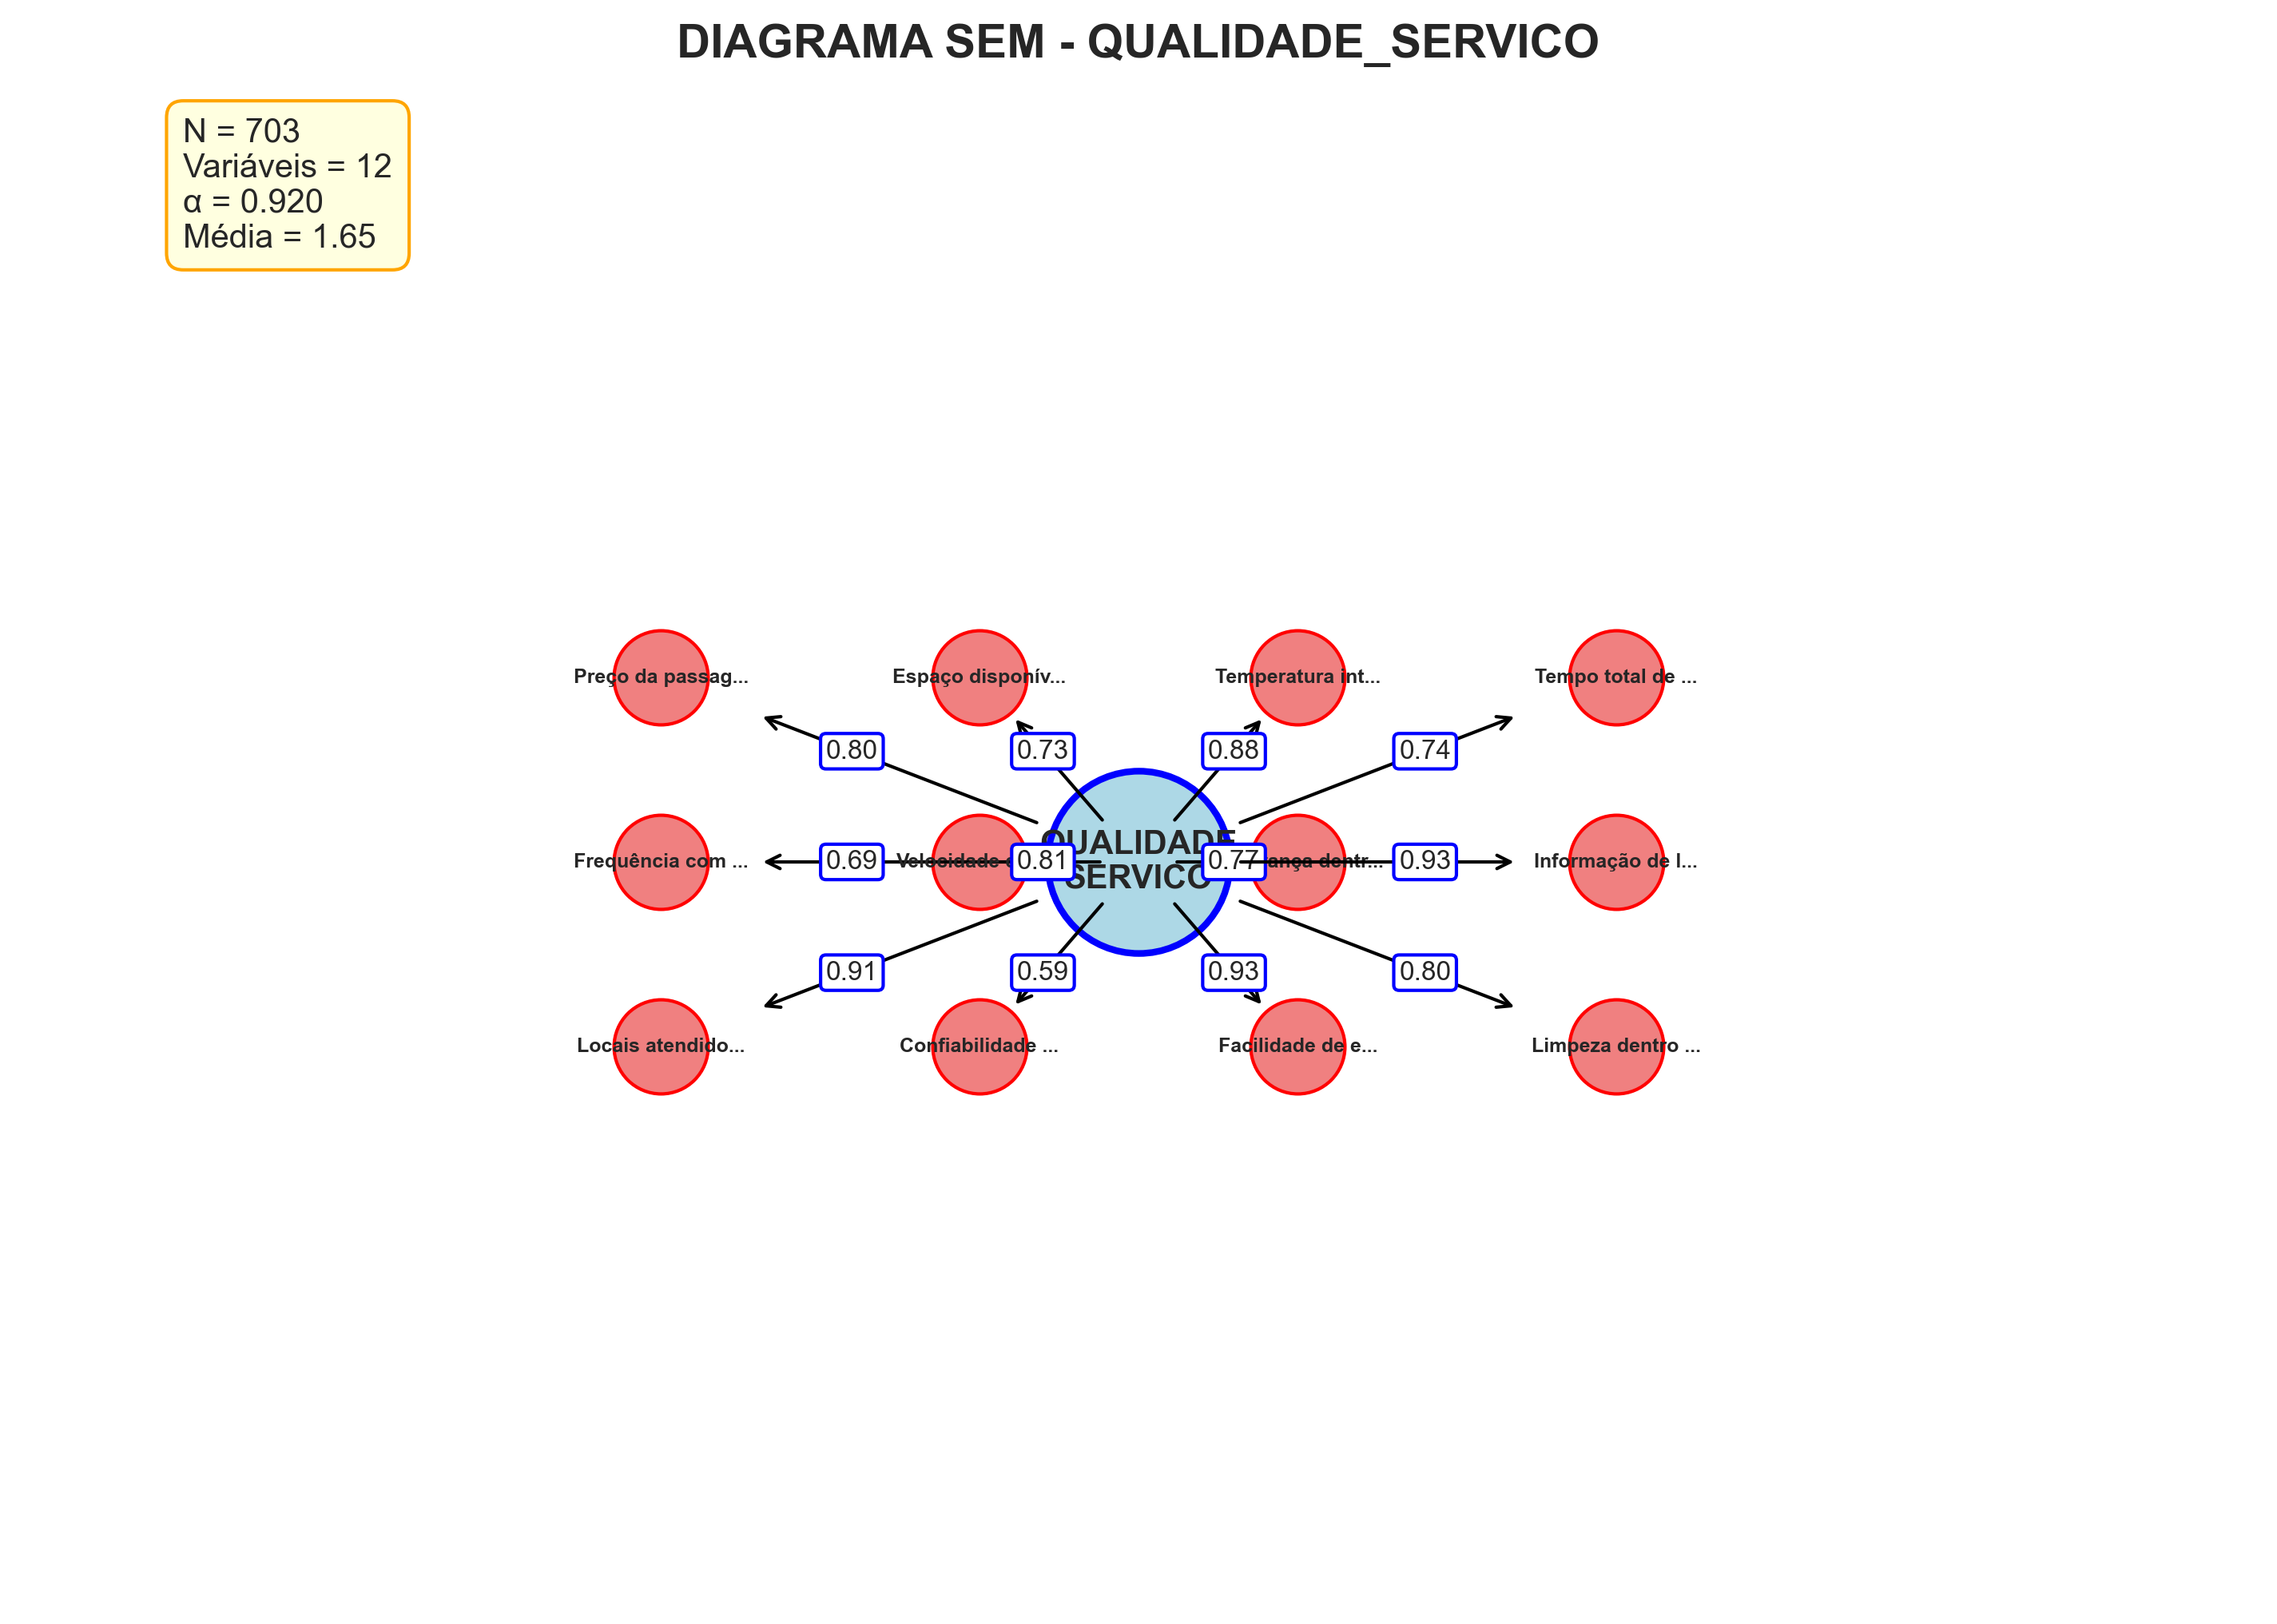 DIAGRAMA SEM - QUALIDADE_SERVICO
N = 703
Variáveis = 12
α = 0.920
Média = 1.65
Preço da passag...
Espaço disponív...
Temperatura int...
Tempo total de ...
0.80
0.73
0.88
0.74
QUALIDADE
SERVICO
Frequência com ...
0.69
Velocidade
0.81
0.77
dentr...
0.93
Informação de l...
0.91
0.59
0.93
0.80
Locais atendido...
Confiabilidade ...
Facilidade de e...
Limpeza dentro ...